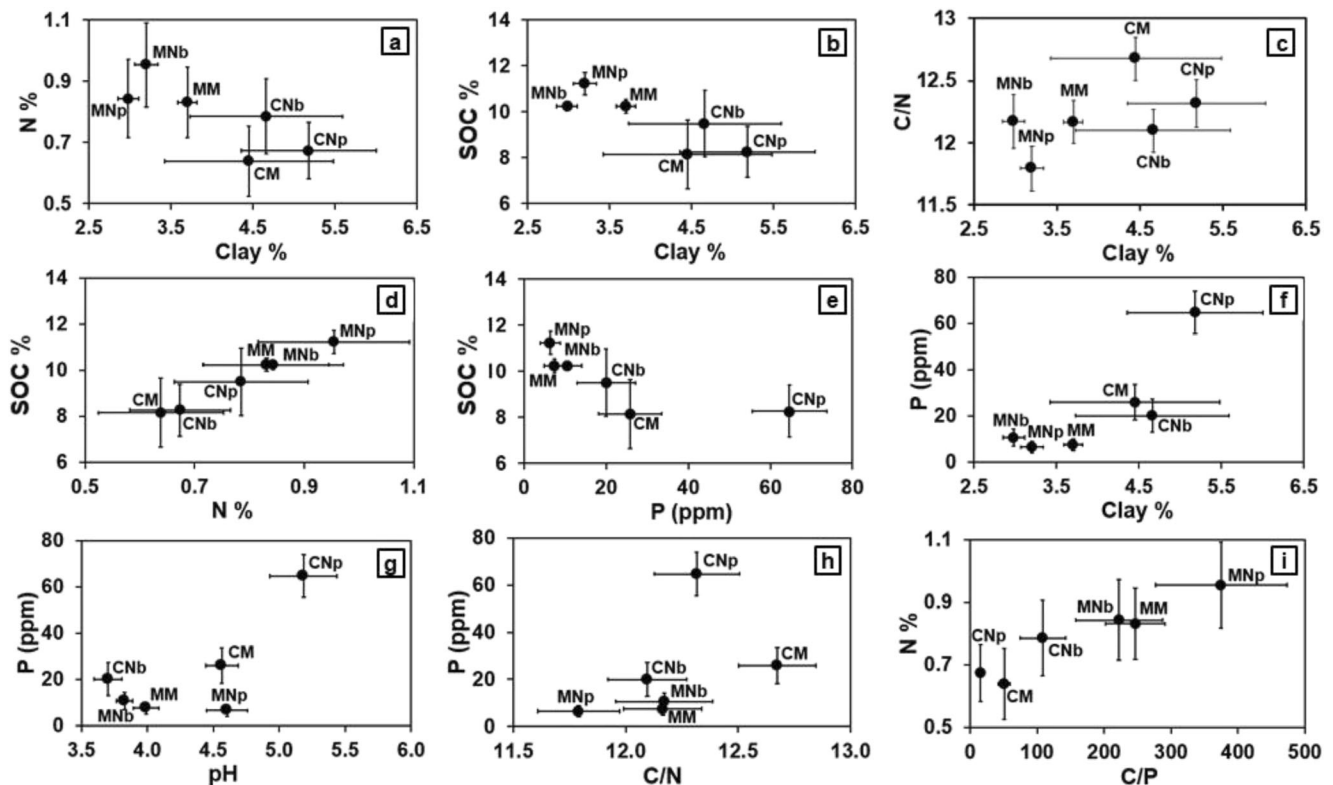 a
N %
1.1
0.9
0.7
0.5
MNb
MNp
MM
CNb
CNp
CM
2.5 3.5 4.5 5.5 6.5
Clay %
b
SOC %
14
12
10
8
6
4
MNp
MNb
MM
CNb
CNp
CM
2.5 3.5 4.5 5.5 6.5
Clay %
c
C/N
13
12.5
12
11.5
CM
CNp
MNb
MM
MNp
CNb
2.5 3.5 4.5 5.5 6.5
Clay %
d
SOC %
14
12
10
8
6
MNp
MM
MNb
CNp
CM
CNb
0.5 0.7 0.9 1.1
N %
e
SOC %
14
12
10
8
6
MNp
MNb
MM
CNb
CNp
CM
0 20 40 60 80
P (ppm)
f
P (ppm)
80
60
40
20
0
CNp
CM
MNb
MNp
MM
CNb
2.5 3.5 4.5 5.5 6.5
Clay %
g
P (ppm)
80
60
40
20
0
CNp
CNb
CM
MM
MNp
MNb
3.5 4.0 4.5 5.0 5.5 6.0
pH
h
P (ppm)
80
60
40
20
0
CNp
CM
CNb
MNb
MNp
MM
11.5 12.0 12.5 13.0
C/N
i
N %
1.1
0.9
0.7
0.5
MNp
MNb
MM
CNp
CNb
CM
0 100 200 300 400 500
C/P